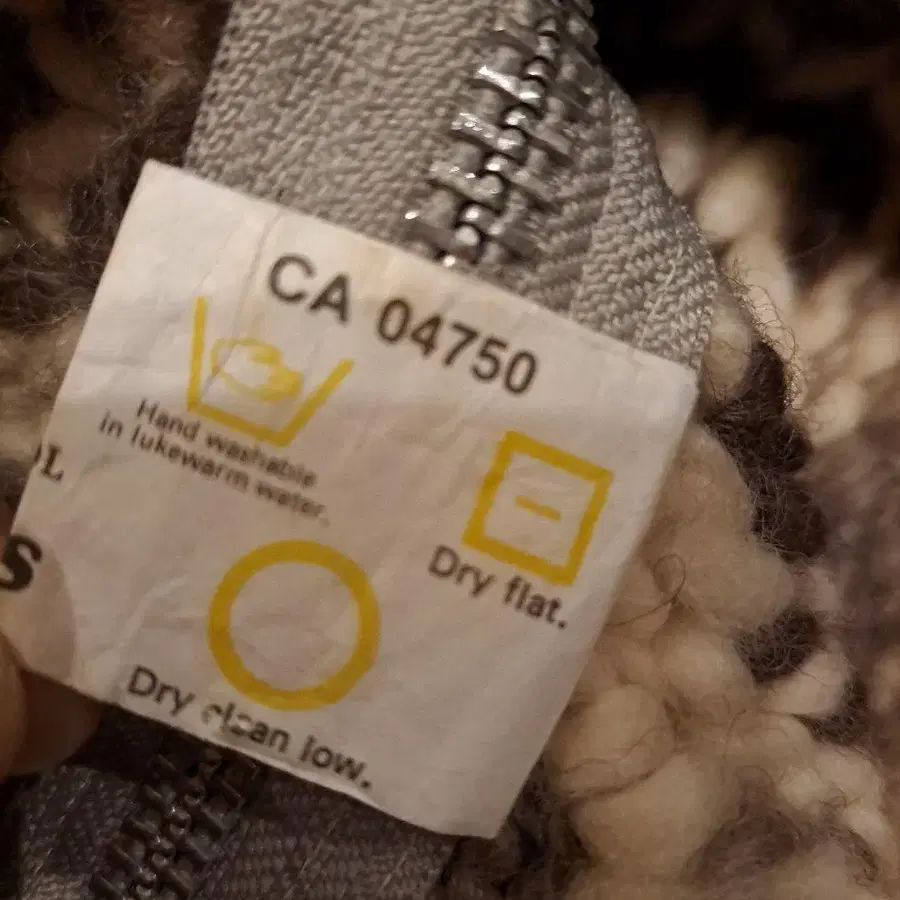 CA 04750
Hand washable
in lukewarm water.
Dry flat.
Dry clean low.
L
S